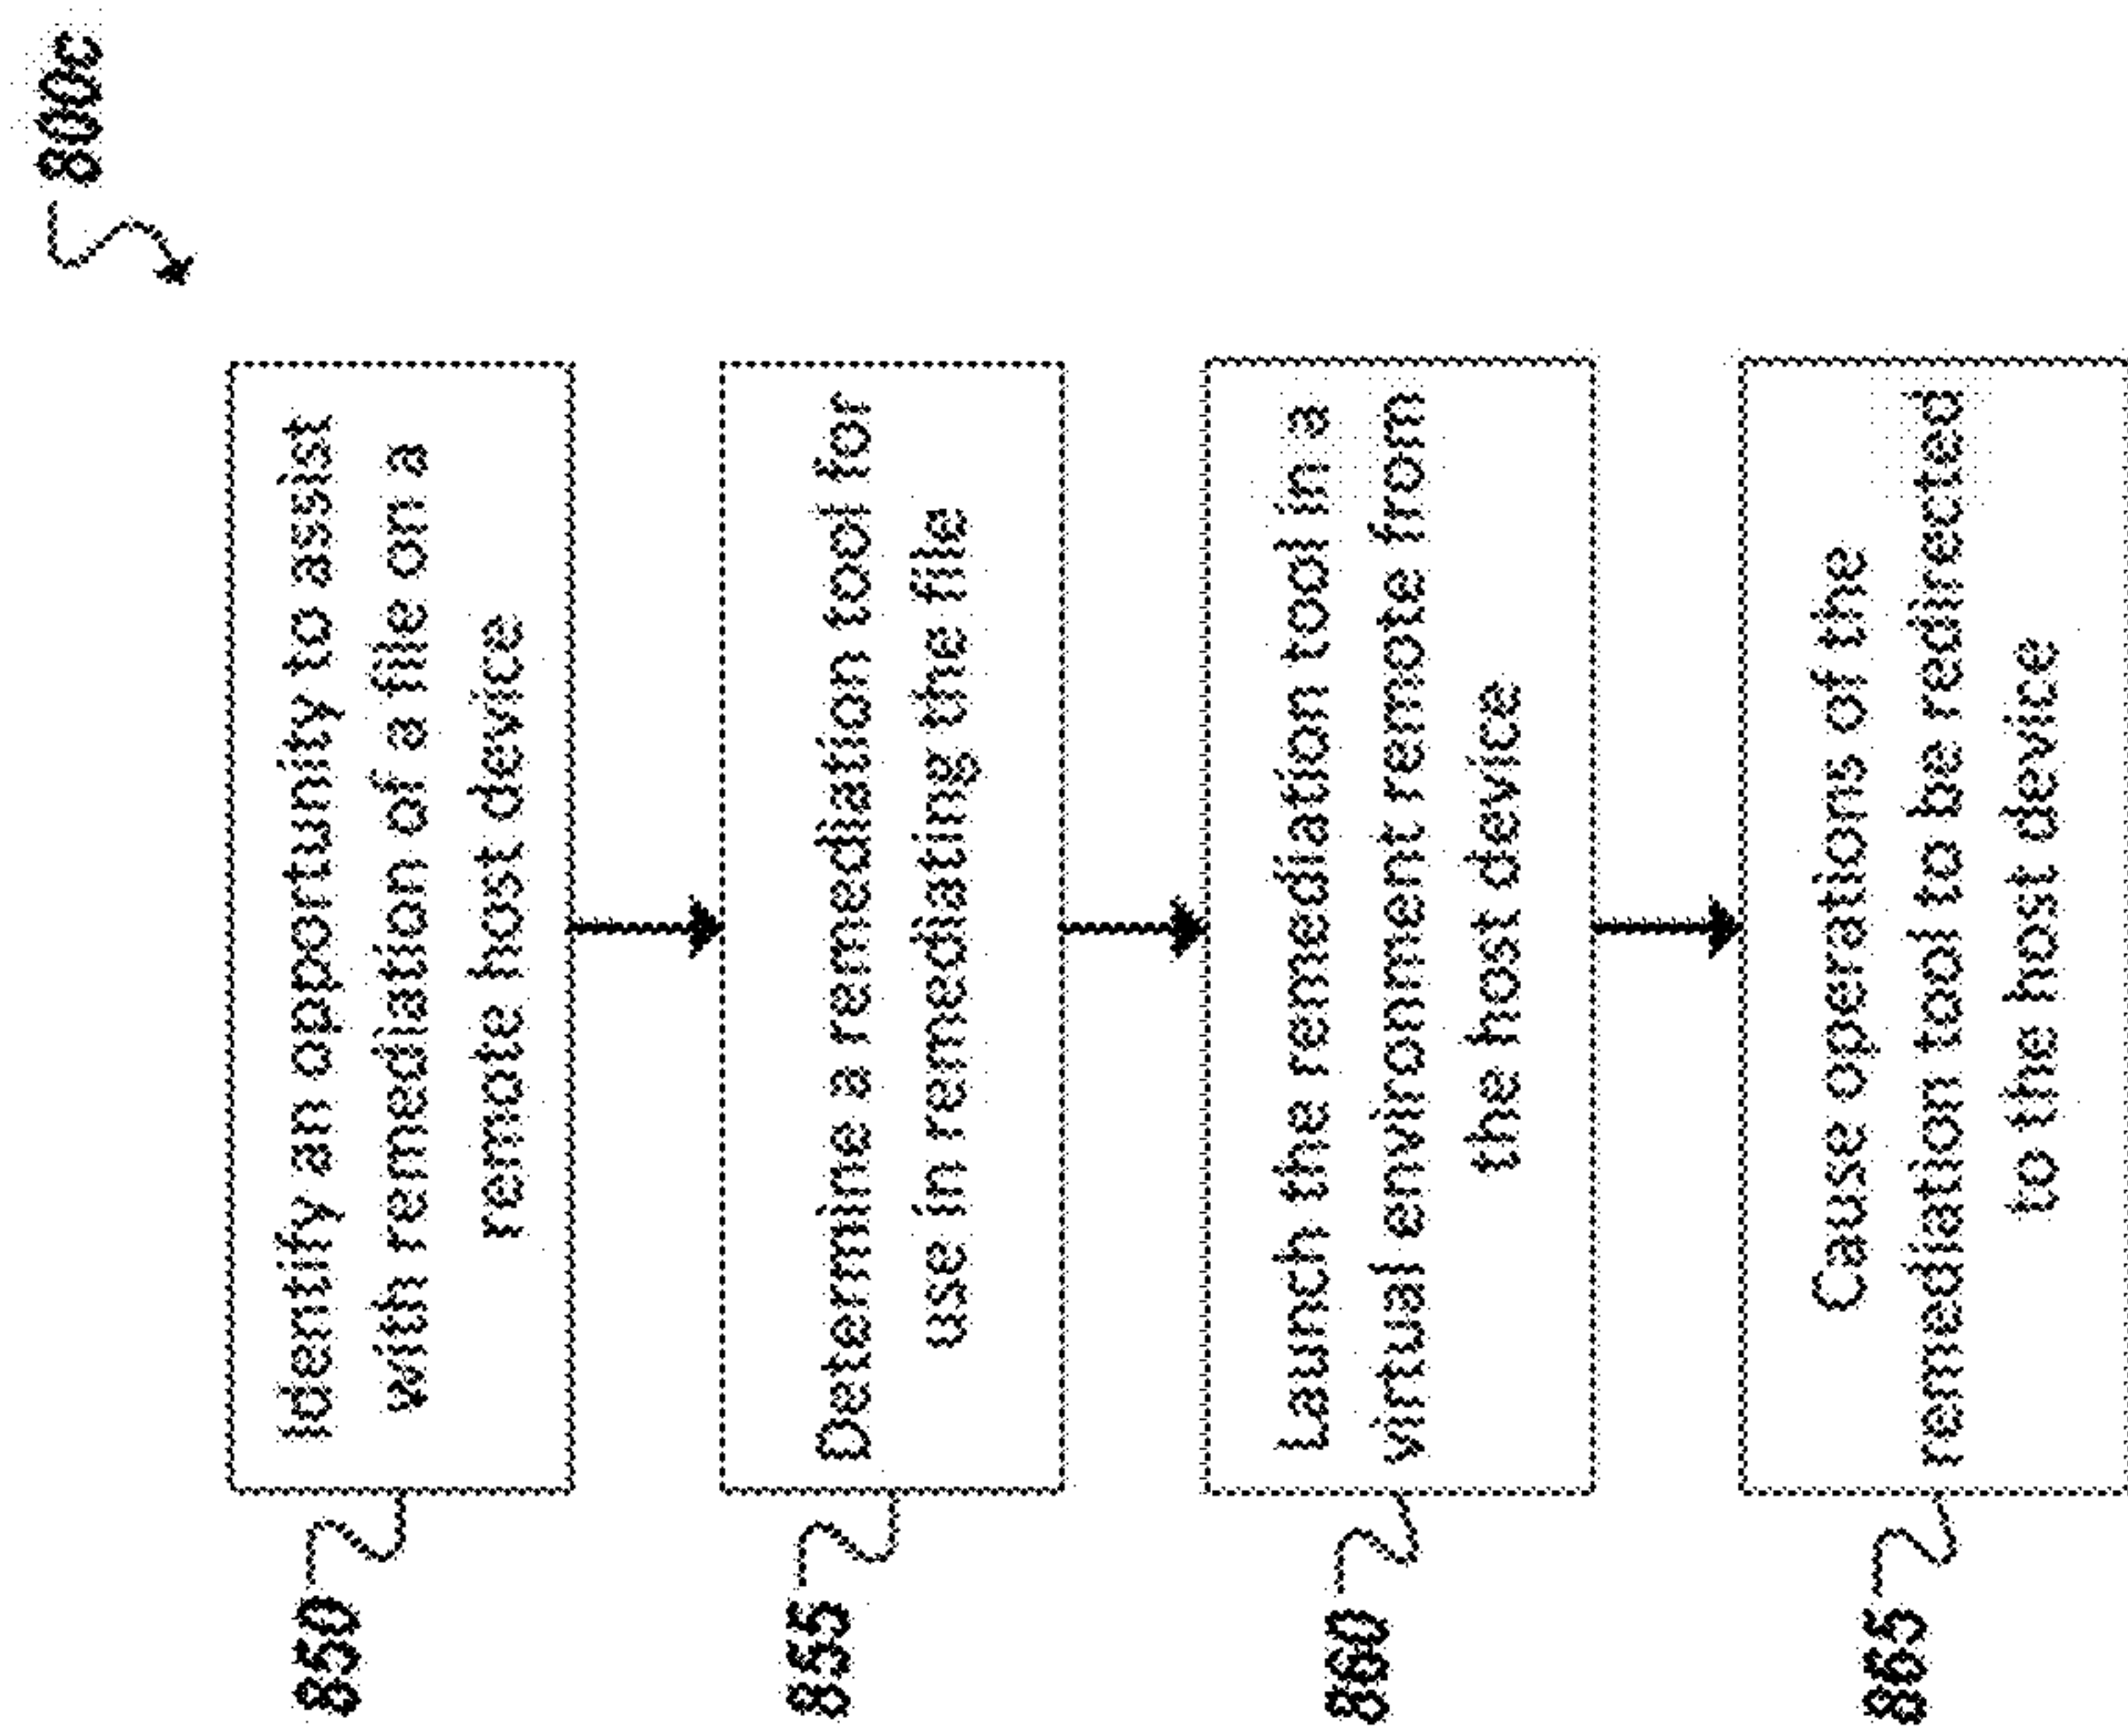 800c
850
Identify an opportunity to assist
with remediation of a file on a
remote host device
855
Determine a remediation tool for
use in remediating the file
860
Launch the remediation tool in a
virtual environment remote from
the host device
865
Cause operations of the
remediation tool to be redirected
to the host device